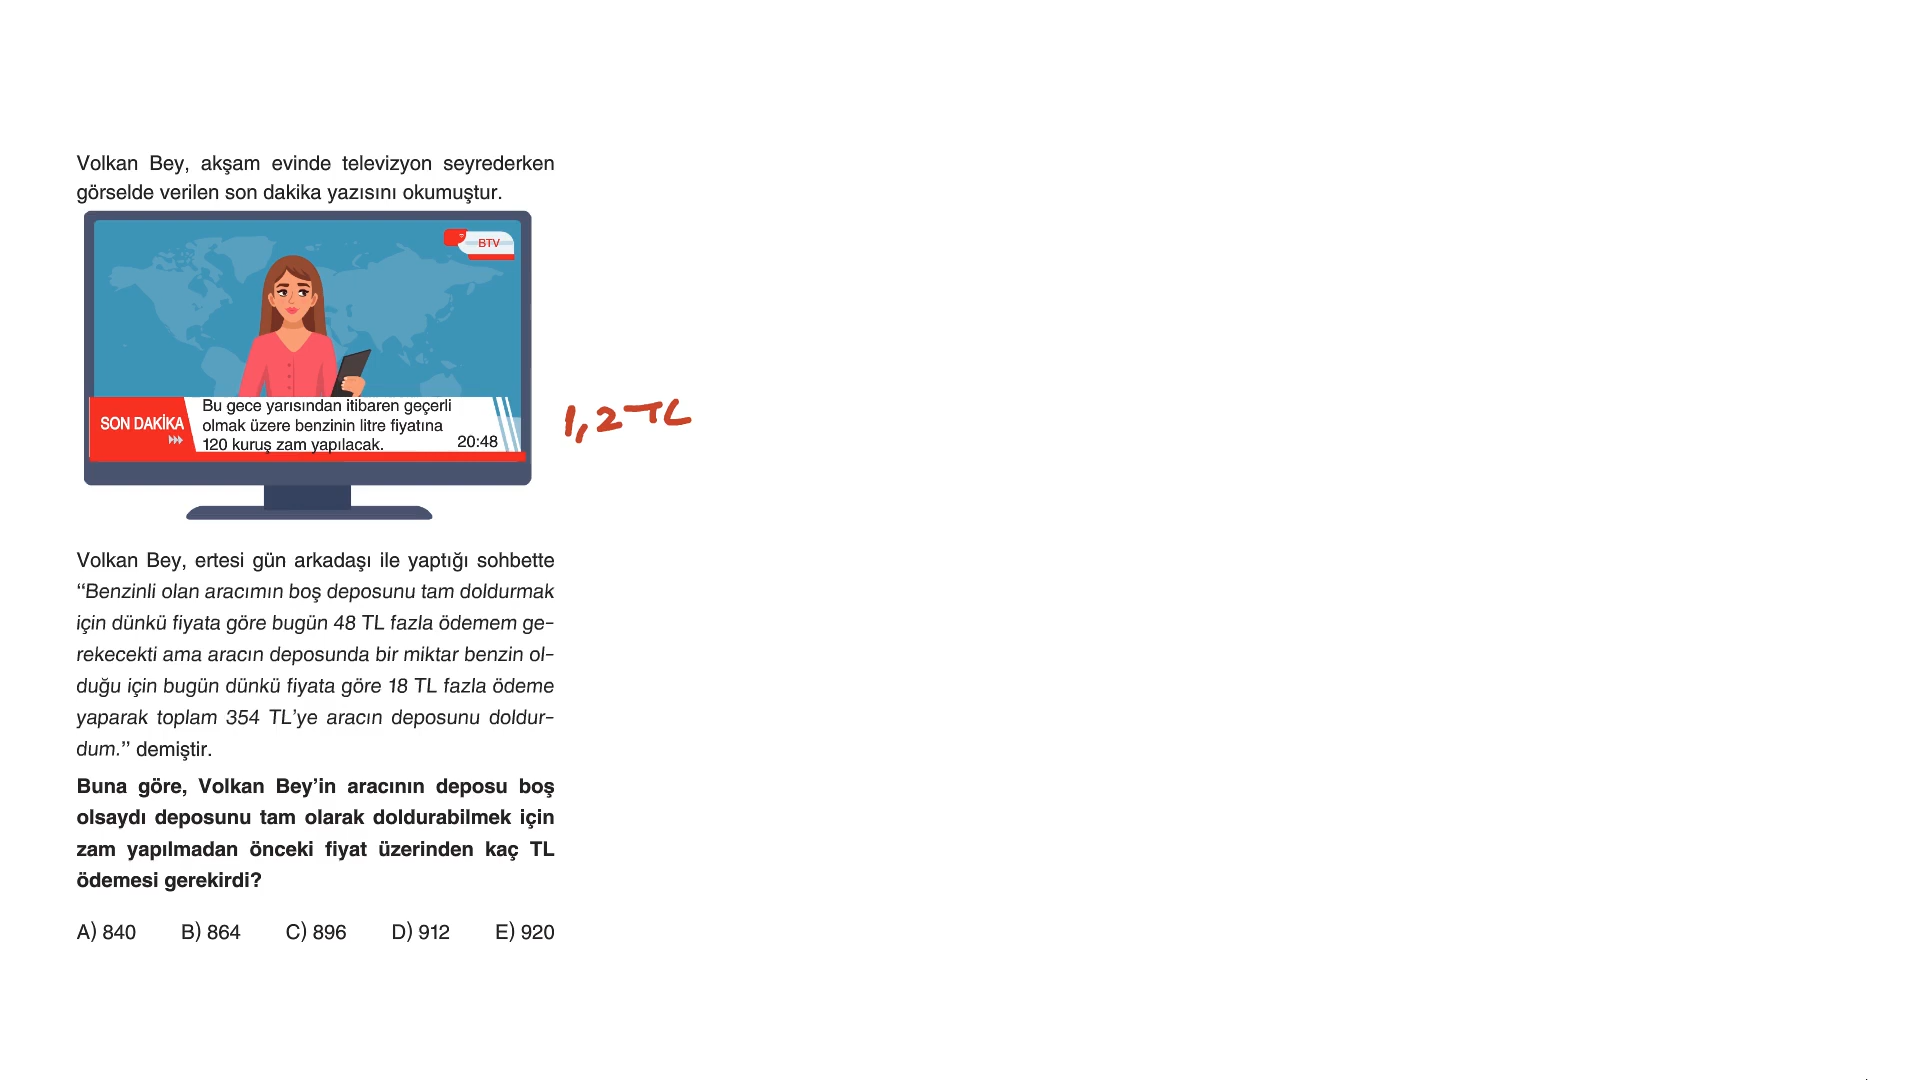 Volkan Bey, akşam evinde televizyon seyrederken
görselde verilen son dakika yazısını okumuştur.
BTV
SON DAKİKA
Bu gece yarısından itibaren geçerli
olmak üzere benzinin litre fiyatına
120 kuruş zam yapılacak.
20:48
1,2 TL
Volkan Bey, ertesi gün arkadaşı ile yaptığı sohbette
“Benzinli olan aracımın boş deposunu tam doldurmak
için dünkü fiyata göre bugün 48 TL fazla ödemem ge-
rekecekti ama aracın deposunda bir miktar benzin ol-
duğu için bugün dünkü fiyata göre 18 TL fazla ödeme
yaparak toplam 354 TL’ye aracın deposunu doldur-
dum.” demiştir.
Buna göre, Volkan Bey’in aracının deposu boş
olsaydı deposunu tam olarak doldurabilmek için
zam yapılmadan önceki fiyat üzerinden kaç TL
ödemesi gerekirdi?
A) 840 B) 864 C) 896 D) 912 E) 920